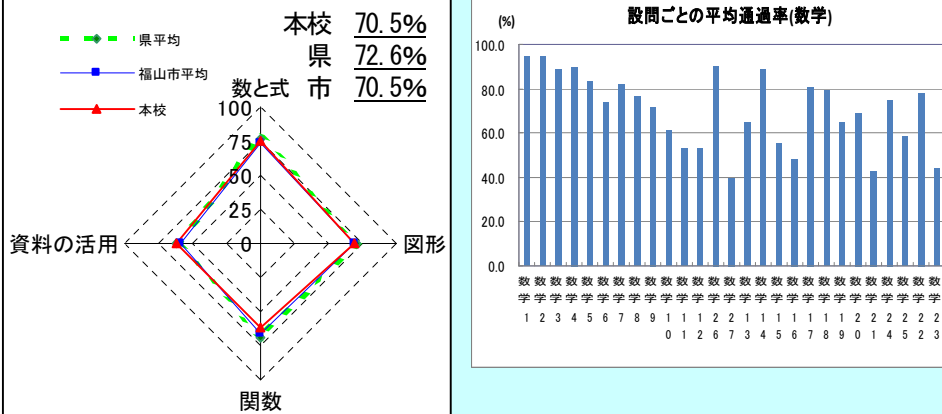 本校 70.5%
県 72.6%
市 70.5%
県平均
福山市平均
本校
数と式
100
75
50
25
0
資料の活用
図形
関数
設問ごとの平均通過率(数学)
(%)
100.0
80.0
60.0
40.0
20.0
0.0
数学1
数学2
数学3
数学4
数学5
数学6
数学7
数学8
数学9
数学10
数学11
数学12
数学26
数学27
数学13
数学14
数学15
数学16
数学17
数学18
数学19
数学20
数学21
数学24
数学25
数学22
数学23